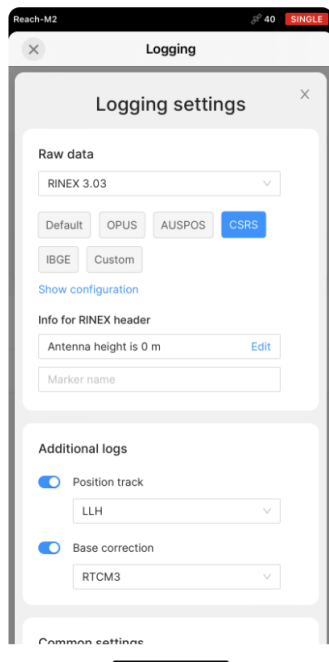 Reach-M2 40 SINGLE
Logging
Logging settings
Raw data
RINEX 3.03
Default OPUS AUSPOS CSRS
IBGE Custom
Show configuration
Info for RINEX header
Antenna height is 0 m Edit
Marker name
Additional logs
Position track
LLH
Base correction
RTCM3
Common settings